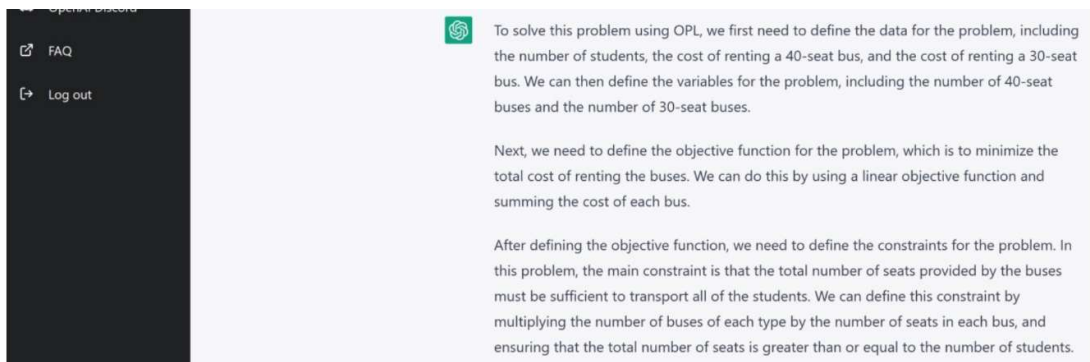 OpenAI Discord
FAQ
Log out
To solve this problem using OPL, we first need to define the data for the problem, including
the number of students, the cost of renting a 40-seat bus, and the cost of renting a 30-seat
bus. We can then define the variables for the problem, including the number of 40-seat
buses and the number of 30-seat buses.
Next, we need to define the objective function for the problem, which is to minimize the
total cost of renting the buses. We can do this by using a linear objective function and
summing the cost of each bus.
After defining the objective function, we need to define the constraints for the problem. In
this problem, the main constraint is that the total number of seats provided by the buses
must be sufficient to transport all of the students. We can define this constraint by
multiplying the number of buses of each type by the number of seats in each bus, and
ensuring that the total number of seats is greater than or equal to the number of students.